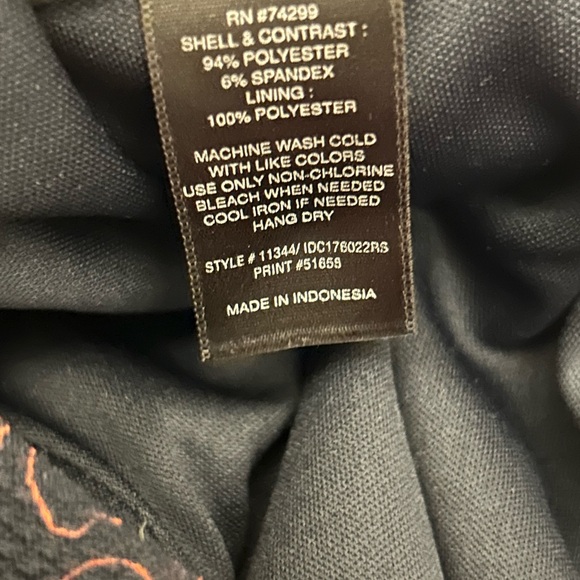 RN #74299
SHELL & CONTRAST :
94% POLYESTER
6% SPANDEX
LINING :
100% POLYESTER
MACHINE WASH COLD
WITH LIKE COLORS
USE ONLY NON-CHLORINE
BLEACH WHEN NEEDED
COOL IRON IF NEEDED
HANG DRY
STYLE # 11344/ IDC176022RS
PRINT #51658
MADE IN INDONESIA